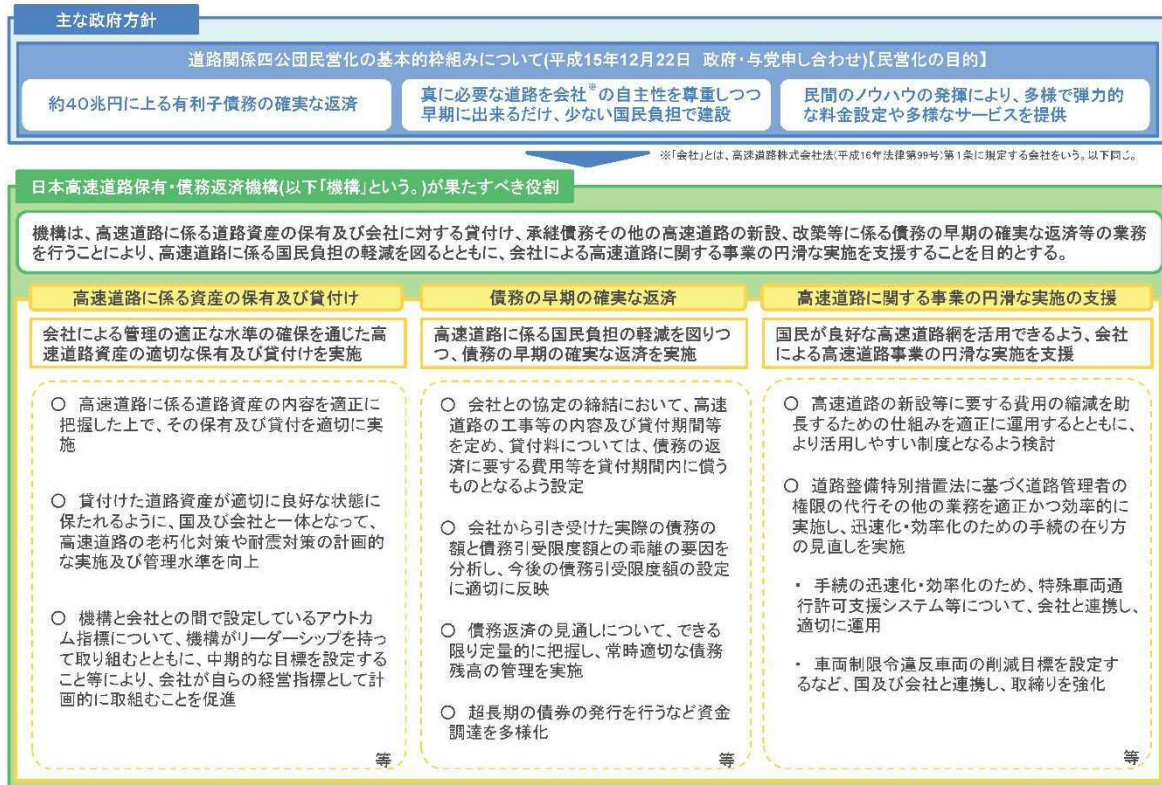 主な政府方針
道路関係四公団民営化の基本的枠組みについて(平成15年12月22日 政府・与党申し合わせ)【民営化の目的】
約40兆円に上る有利子債務の確実な返済
真に必要な道路を会社※の自主性を尊重しつつ
早期に出来るだけ、少ない国民負担で建設
民間のノウハウの発揮により、多様で弾力的
な料金設定や多様なサービスを提供
※「会社」とは、高速道路株式会社法(平成16年法律第99号)第1条に規定する会社をいう。以下同じ。
日本高速道路保有・債務返済機構(以下「機構」という。)が果たすべき役割
機構は、高速道路に係る道路資産の保有及び会社に対する貸付け、承継債務その他の高速道路の新設、改築等に係る債務の早期の確実な返済等の業務
を行うことにより、高速道路に係る国民負担の軽減を図るとともに、会社による高速道路に関する事業の円滑な実施を支援することを目的とする。
高速道路に係る資産の保有及び貸付け
会社による管理の適正な水準の確保を通じた高
速道路資産の適切な保有及び貸付けを実施
○ 高速道路に係る道路資産の内容を適正に
把握した上で、その保有及び貸付を適切に実
施
○ 貸付けた道路資産が適切に良好な状態に
保たれるように、国及び会社と一体となって、
高速道路の老朽化対策や耐震対策の計画的
な実施及び管理水準を向上
○ 機構と会社との間で設定しているアウトカ
ム指標について、機構がリーダーシップを持っ
て取り組むとともに、中期的な目標を設定する
こと等により、会社が自らの経営指標として計
画的に取組むことを促進
等
債務の早期の確実な返済
高速道路に係る国民負担の軽減を図りつ
つ、債務の早期の確実な返済を実施
○ 会社との協定の締結において、高速
道路の工事等の内容及び貸付期間等
を定め、貸付料については、債務の返
済に要する費用等を貸付期間内に償う
ものとなるよう設定
○ 会社から引き受けた実際の債務の
額と債務引受限度額との乖離の要因を
分析し、今後の債務引受限度額の設定
に適切に反映
○ 債務返済の見通しについて、できる
限り定量的に把握し、常時適切な債務
残高の管理を実施
○ 超長期の債券の発行を行うなど資金
調達を多様化
等
高速道路に関する事業の円滑な実施の支援
国民が良好な高速道路網を活用できるよう、会社
による高速道路事業の円滑な実施を支援
○ 高速道路の新設等に要する費用の縮減を助
長するための仕組みを適正に運用するとともに、
より活用しやすい制度となるよう検討
○ 道路整備特別措置法に基づく道路管理者の
権限の代行その他の業務を適正かつ効率的に
実施し、迅速化・効率化のための手続の在り方
の見直しを実施
・ 手続の迅速化・効率化のため、特殊車両通
行許可支援システム等について、会社と連携し、
適切に運用
・ 車両制限令違反車両の削減目標を設定す
るなど、国及び会社と連携し、取締りを強化
等